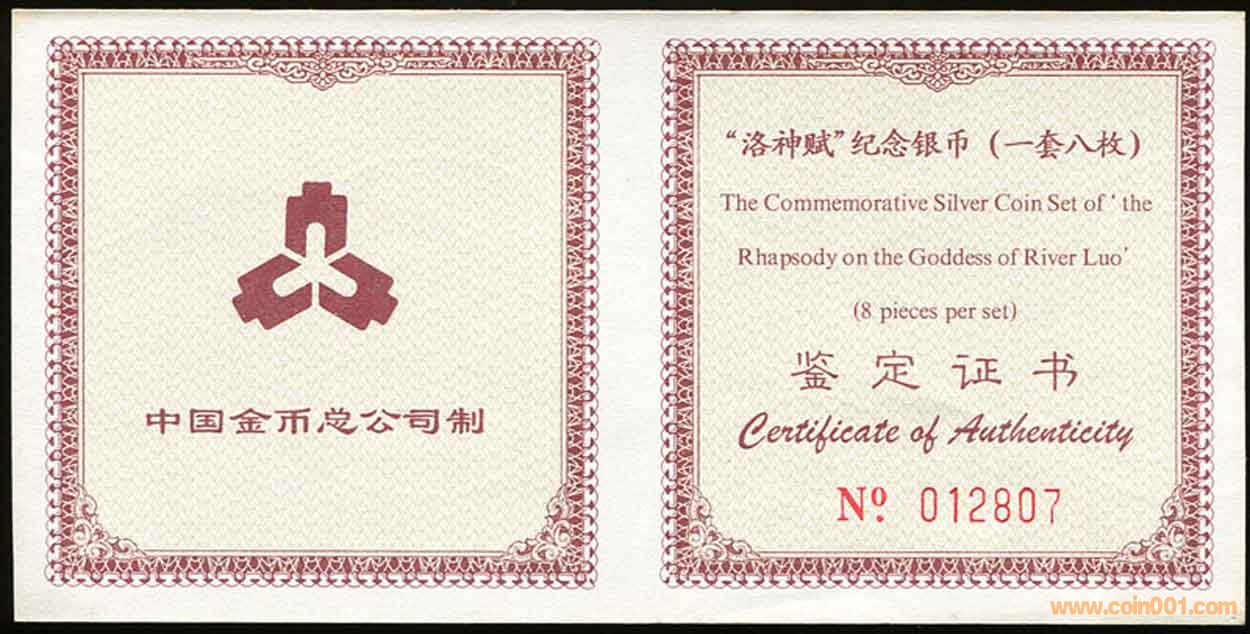 中国金币总公司制
“洛神赋”纪念银币（一套八枚）
The Commemorative Silver Coin Set of ‘ the
Rhapsody on the Goddess of River Luo’
(8 pieces per set)
鉴定证书
Certificate of Authenticity
Nº 012807
www.coin001.com